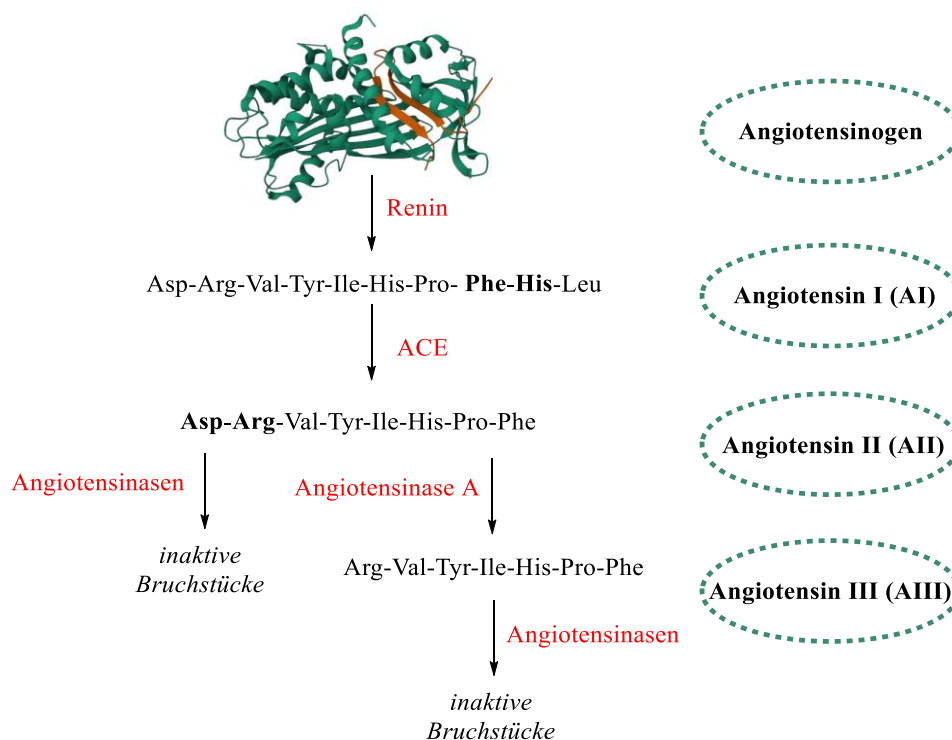 Angiotensinogen
Renin
Asp-Arg-Val-Tyr-Ile-His-Pro- Phe-His-Leu
Angiotensin I (AI)
ACE
Asp-Arg-Val-Tyr-Ile-His-Pro-Phe
Angiotensin II (AII)
Angiotensinasen
Angiotensinase A
inaktive
Bruchstücke
Arg-Val-Tyr-Ile-His-Pro-Phe
Angiotensin III (AIII)
Angiotensinasen
inaktive
Bruchstücke